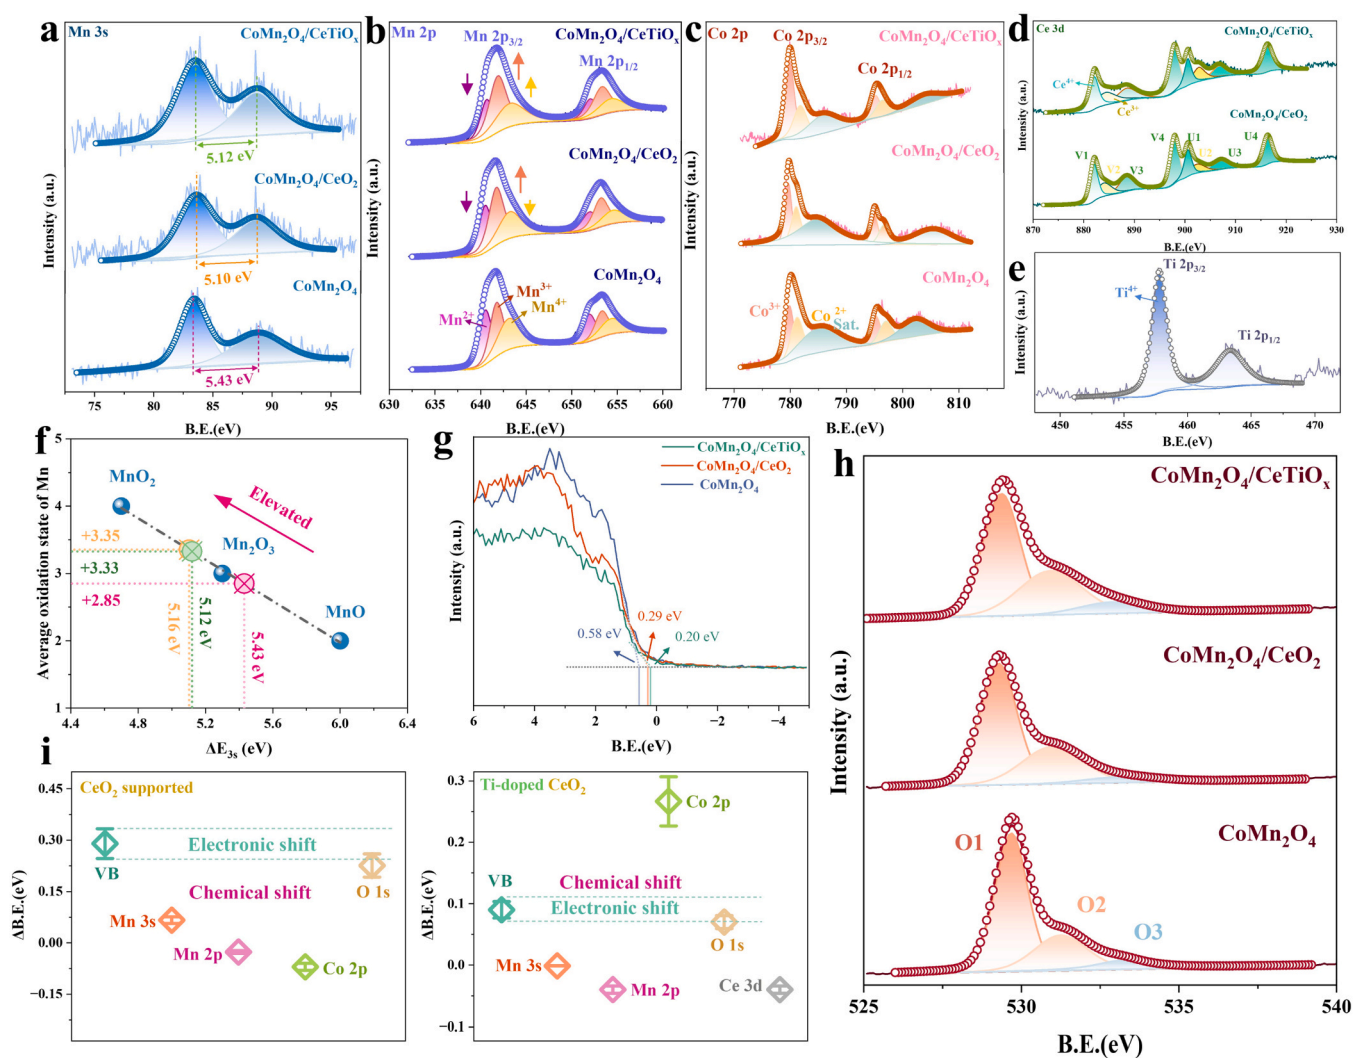 a
Mn 3s
CoMn2O4/CeTiOx
5.12 eV
CoMn2O4/CeO2
5.10 eV
CoMn2O4
5.43 eV
Intensity (a.u.)
75 80 85 90 95
B.E.(eV)
b
Mn 2p
Mn 2p3/2
CoMn2O4/CeTiOx
Mn 2p1/2
CoMn2O4/CeO2
CoMn2O4
Mn3+
Mn4+
Mn2+
Intensity (a.u.)
630 635 640 645 650 655 660
B.E.(eV)
c
Co 2p
Co 2p3/2
CoMn2O4/CeTiOx
Co 2p1/2
CoMn2O4/CeO2
CoMn2O4
Co3+
Co 2+
Sat.
Intensity (a.u.)
770 780 790 800 810
B.E.(eV)
d
Ce 3d
CoMn2O4/CeTiOx
Ce4+
Ce3+
CoMn2O4/CeO2
V1 V2 V3 V4 U1 U2 U3 U4
Intensity (a.u.)
870 880 890 900 910 920 930
B.E.(eV)
e
Ti 2p3/2
Ti4+
Ti 2p1/2
Intensity (a.u.)
450 455 460 465 470
B.E.(eV)
f
Average oxidation state of Mn
5
4
3
2
1
MnO2
Elevated
Mn2O3
MnO
+3.35
+3.33
+2.85
5.16 eV
5.12 eV
5.43 eV
4.4 4.8 5.2 5.6 6.0 6.4
ΔE3s (eV)
g
CoMn2O4/CeTiOx
CoMn2O4/CeO2
CoMn2O4
0.29 eV
0.58 eV
0.20 eV
Intensity (a.u.)
6 4 2 0 −2 −4
B.E.(eV)
h
CoMn2O4/CeTiOx
CoMn2O4/CeO2
CoMn2O4
O1
O2
O3
Intensity (a.u.)
525 530 535 540
B.E.(eV)
i
CeO2 supported
Electronic shift
VB
O 1s
Chemical shift
Mn 3s
Mn 2p
Co 2p
ΔB.E.(eV)
0.45
0.30
0.15
0.00
−0.15
Ti-doped CeO2
Co 2p
VB
Chemical shift
Electronic shift
O 1s
Mn 3s
Mn 2p
Ce 3d
ΔB.E.(eV)
0.3
0.2
0.1
0.0
−0.1